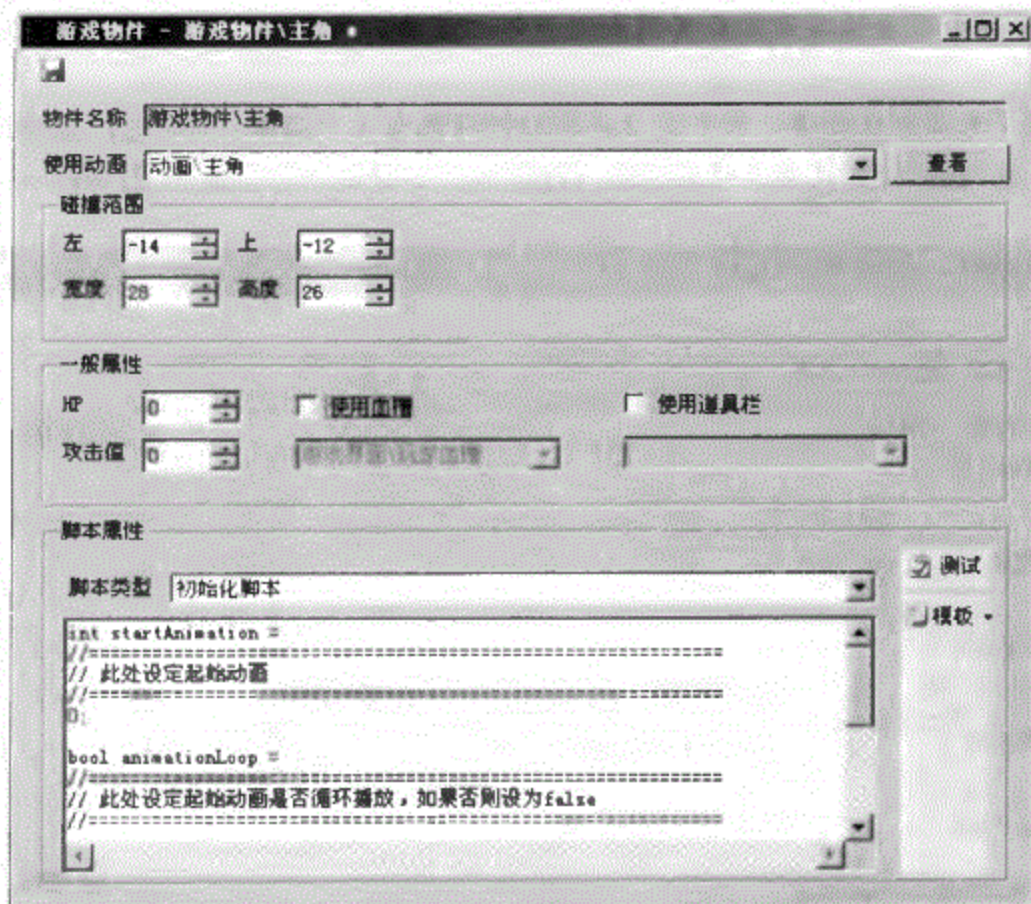 游戏物件 - 游戏物件\主角
物件名称 游戏物件\主角
使用动画 动画\主角 查看
碰撞范围
左 -14 上 -12
宽度 28 高度 26
一般属性
HP 0 使用血槽 使用道具栏
攻击值 0
脚本属性
测试
脚本类型 初始化脚本
模板
int startAnimation =
//============================================================
// 此处设定起始动画
//============================================================
0;
bool animationLoop =
//============================================================
// 此处设定起始动画是否循环播放，如果否则设为false
//============================================================